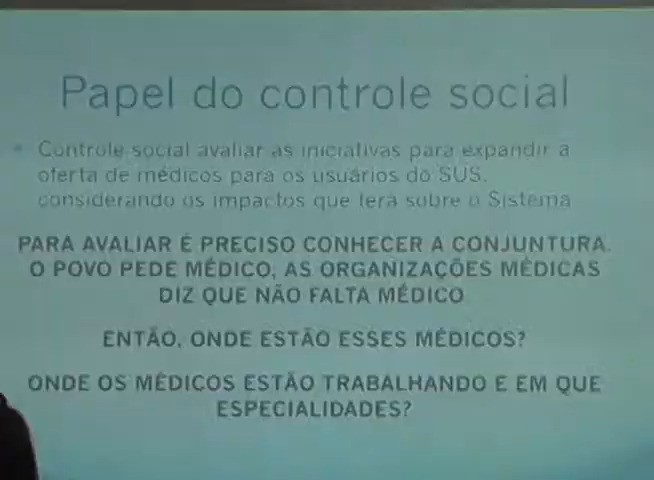 Papel do controle social
Controle social avaliar as iniciativas para expandir a
oferta de médicos para os usuários do SUS,
considerando os impactos que terá sobre o Sistema
PARA AVALIAR É PRECISO CONHECER A CONJUNTURA.
O POVO PEDE MÉDICO, AS ORGANIZAÇÕES MÉDICAS
DIZ QUE NÃO FALTA MÉDICO
ENTÃO, ONDE ESTÃO ESSES MÉDICOS?
ONDE OS MÉDICOS ESTÃO TRABALHANDO E EM QUE
ESPECIALIDADES?